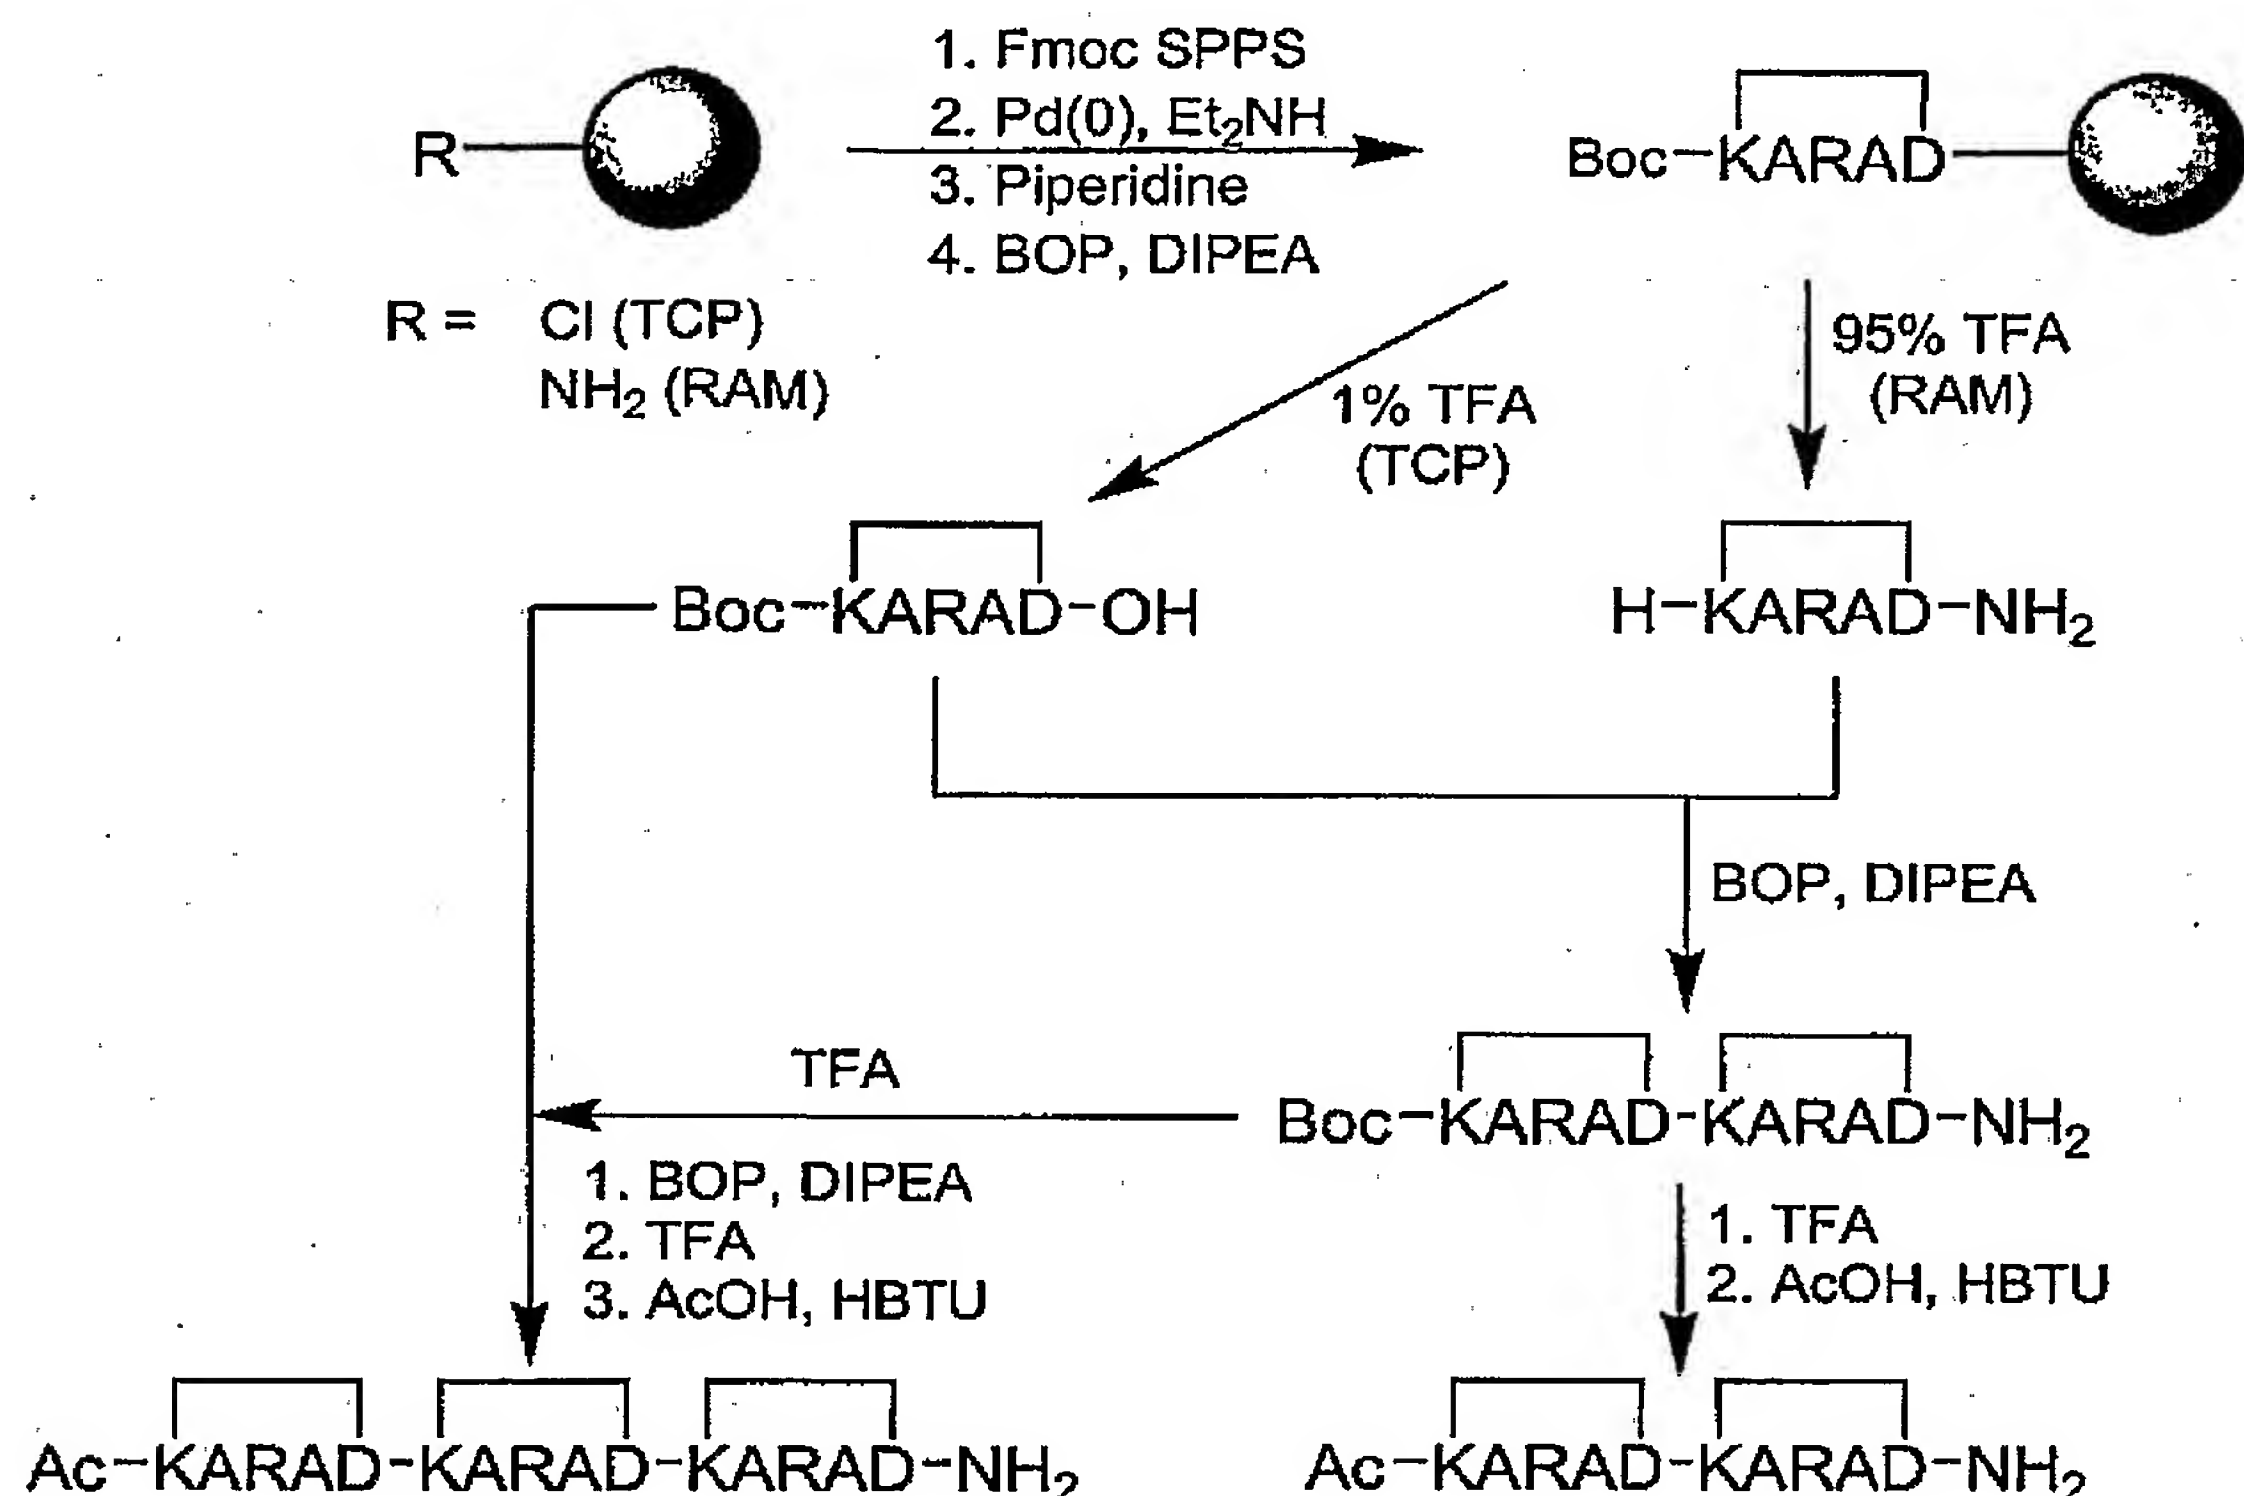 1. Fmoc SPPS
2. Pd(0), Et₂NH
3. Piperidine
4. BOP, DIPEA
R
Boc-KARAD
R = Cl (TCP)
NH₂ (RAM)
1% TFA
(TCP)
95% TFA
(RAM)
Boc-KARAD-OH
H-KARAD-NH₂
BOP, DIPEA
TFA
Boc-KARAD-KARAD-NH₂
1. BOP, DIPEA
2. TFA
3. AcOH, HBTU
1. TFA
2. AcOH, HBTU
Ac-KARAD-KARAD-KARAD-NH₂
Ac-KARAD-KARAD-NH₂